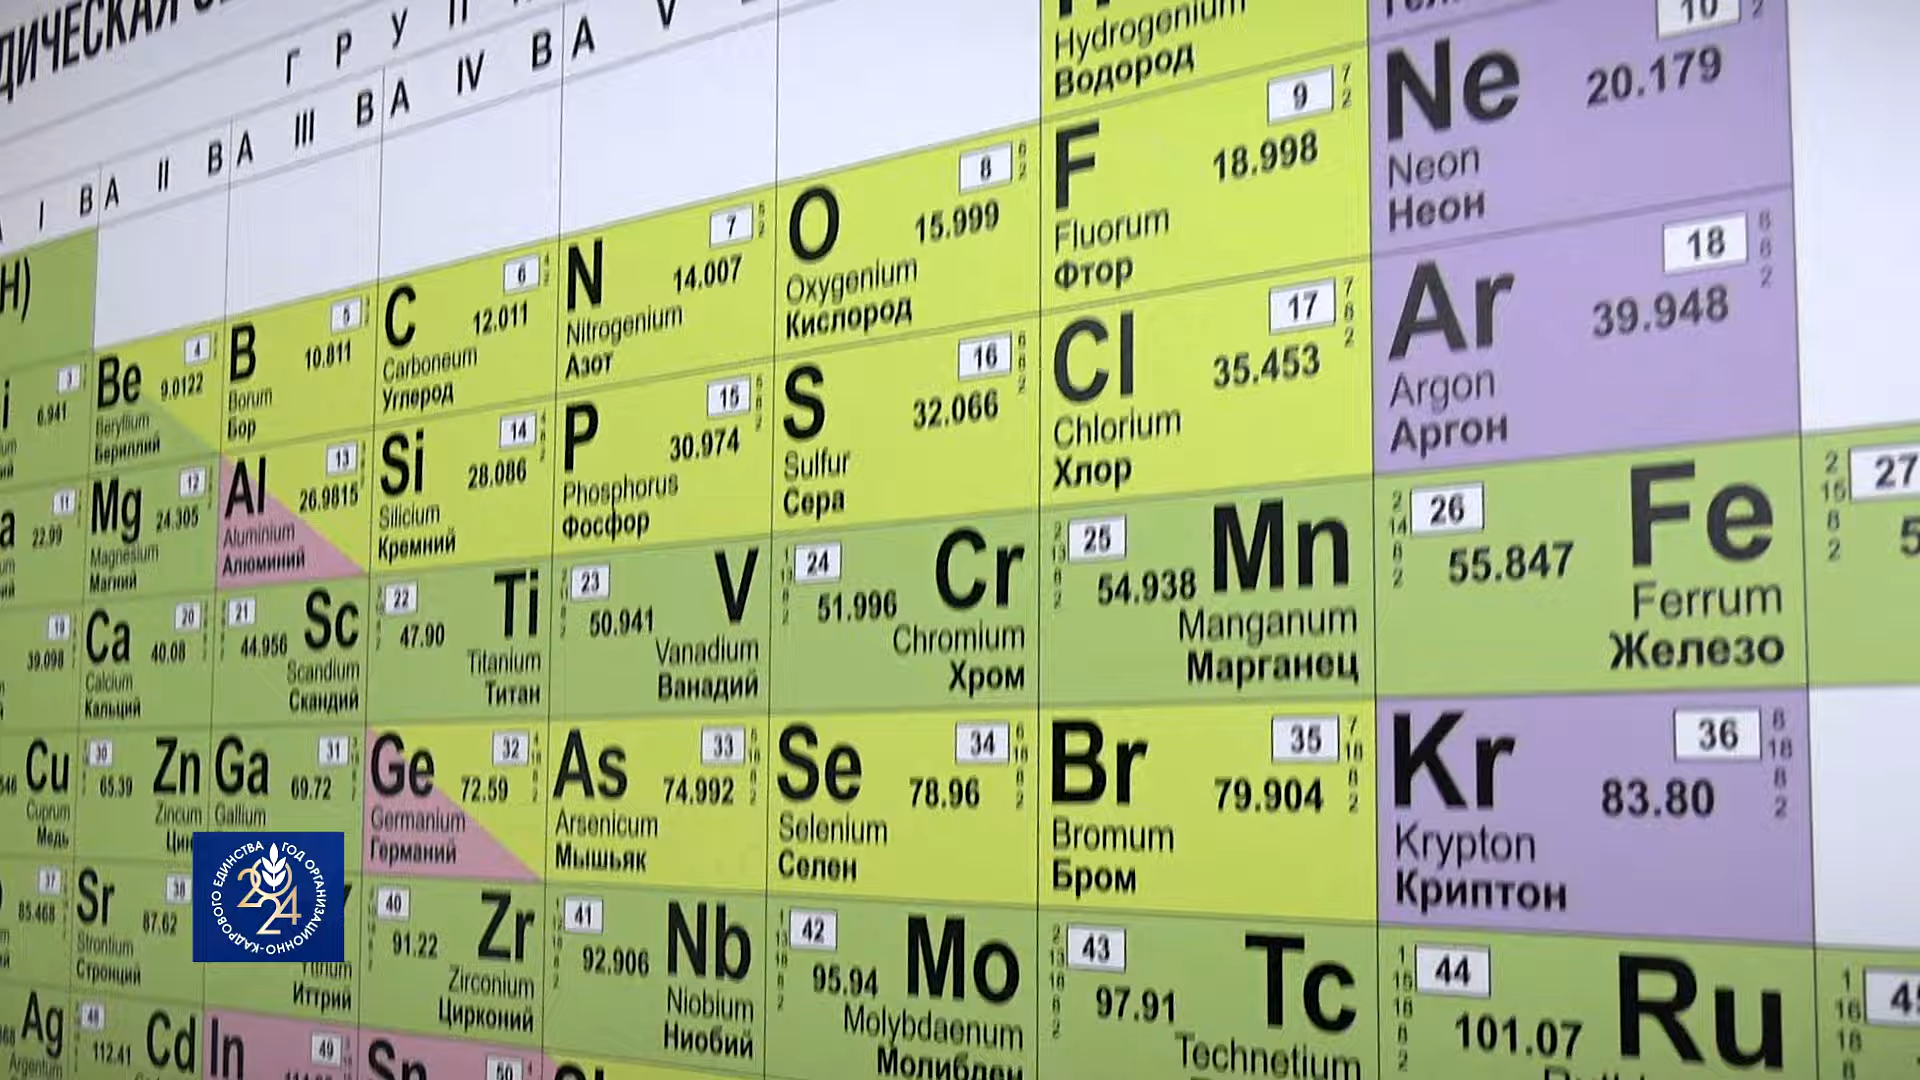 ДИЧЕСКАЯ
Г Р У П
I В А II В А III В А IV В А V
Hydrogenium
Водород
10
Ne 20.179
Neon
Неон
9
F 18.998
Fluorum
Фтор
8
O 15.999
Oxygenium
Кислород
7
N 14.007
Nitrogenium
Азот
6
C 12.011
Carboneum
Углерод
5
B 10.811
Borum
Бор
4
Be 9.0122
Beryllium
Бериллий
3
6.941
18
Ar 39.948
Argon
Аргон
17
Cl 35.453
Chlorium
Хлор
16
S 32.066
Sulfur
Сера
15
P 30.974
Phosphorus
Фосфор
14
Si 28.086
Silicium
Кремний
13
Al 26.9815
Aluminium
Алюминий
12
Mg 24.305
Magnesium
Магний
11
22.99
19
39.098
20
Ca 40.08
Calcium
Кальций
21
44.956 Sc
Scandium
Скандий
22
47.90 Ti
Titanium
Титан
23
50.941 V
Vanadium
Ванадий
24
51.996 Cr
Chromium
Хром
25
54.938 Mn
Manganum
Марганец
26
55.847 Fe
Ferrum
Железо
27
Cu
Cuprum
Медь
30
65.39 Zn
Zincum
31
Ga 69.72
Gallium
32
Ge 72.59
Germanium
Германий
33
As 74.992
Arsenicum
Мышьяк
34
Se 78.96
Selenium
Селен
35
Br 79.904
Bromum
Бром
36
Kr 83.80
Krypton
Криптон
37
85.468
38
Sr 87.62
Strontium
Стронций
Yttrium
Иттрий
40
91.22 Zr
Zirconium
Цирконий
41
92.906 Nb
Niobium
Ниобий
42
95.94 Mo
Molybdaenum
Молибден
43
97.91 Tc
Technetium
44
101.07 Ru
Ag
Argentum
48
112.41 Cd
49
In
50
Sn
2024
ГОД ОРГАНИЗАЦИОННО-КАДРОВОГО ЕДИНСТВА